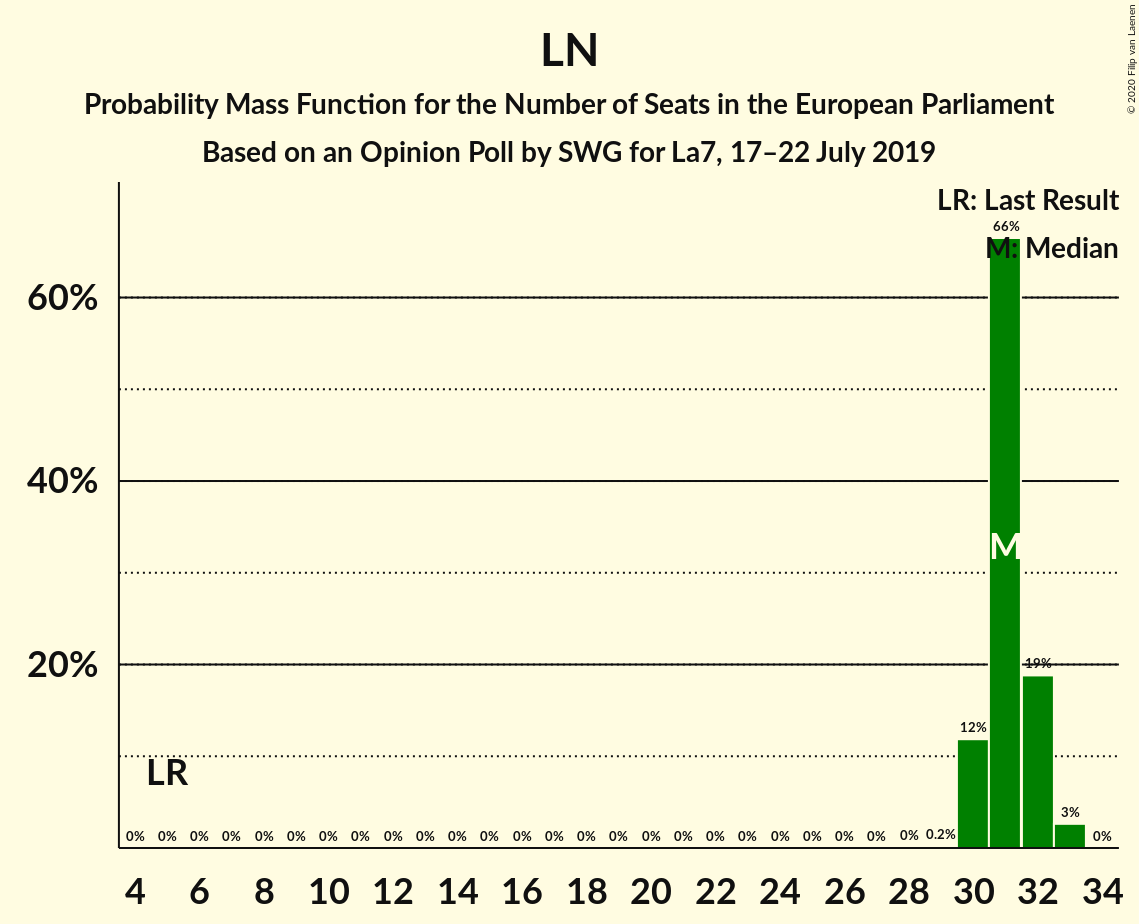 LN
Probability Mass Function for the Number of Seats in the European Parliament
Based on an Opinion Poll by SWG for La7, 17–22 July 2019
© 2020 Filip van Laenen
LR: Last Result
M: Median
66%
60%
40%
M
20%
19%
12%
LR
3%
0% 0% 0% 0% 0% 0% 0% 0% 0% 0% 0% 0% 0% 0% 0% 0% 0% 0% 0% 0% 0% 0% 0% 0% 0% 0.2% 0%
4 6 8 10 12 14 16 18 20 22 24 26 28 30 32 34